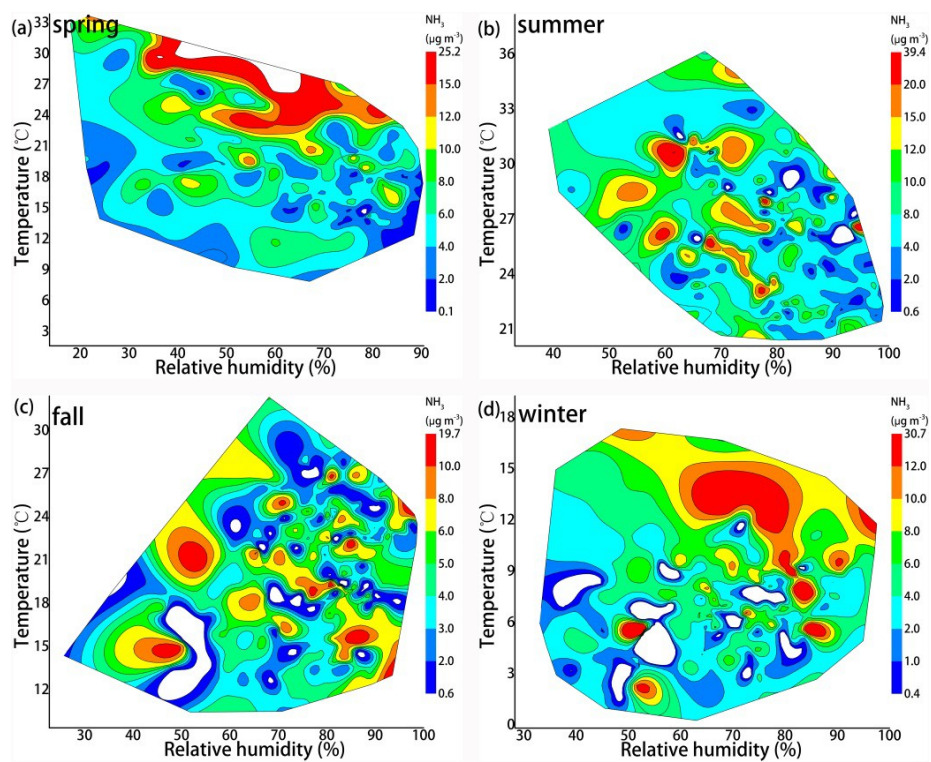 (a) spring
NH₃
(μg m⁻³)
25.2
15.0
12.0
10.0
8.0
6.0
4.0
2.0
0.1
33
30
27
24
21
18
15
12
9
6
3
Temperature (℃)
20 30 40 50 60 70 80 90
Relative humidity (%)
(b) summer
NH₃
(μg m⁻³)
39.4
20.0
15.0
12.0
10.0
8.0
4.0
2.0
0.6
36
33
30
27
24
21
Temperature (℃)
40 50 60 70 80 90 100
Relative humidity (%)
(c) fall
NH₃
(μg m⁻³)
19.7
10.0
8.0
6.0
5.0
4.0
3.0
2.0
0.6
30
27
24
21
18
15
12
Temperature (℃)
30 40 50 60 70 80 90 100
Relative humidity (%)
(d) winter
NH₃
(μg m⁻³)
30.7
12.0
10.0
8.0
6.0
4.0
2.0
1.0
0.4
18
15
12
9
6
3
0
Temperature (℃)
30 40 50 60 70 80 90 100
Relative humidity (%)